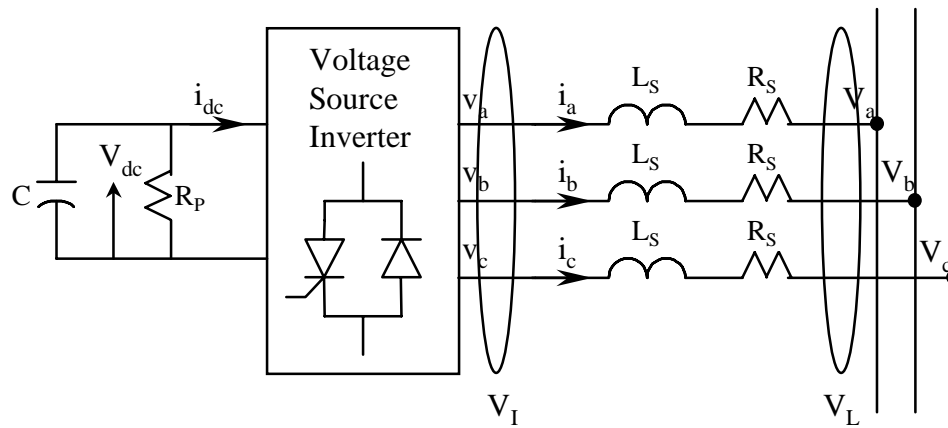 Voltage
Source
Inverter
i_dc
V_dc
C
R_P
v_a
i_a
L_S
R_S
V_a
v_b
i_b
L_S
R_S
V_b
v_c
i_c
L_S
R_S
V_c
V_I
V_L